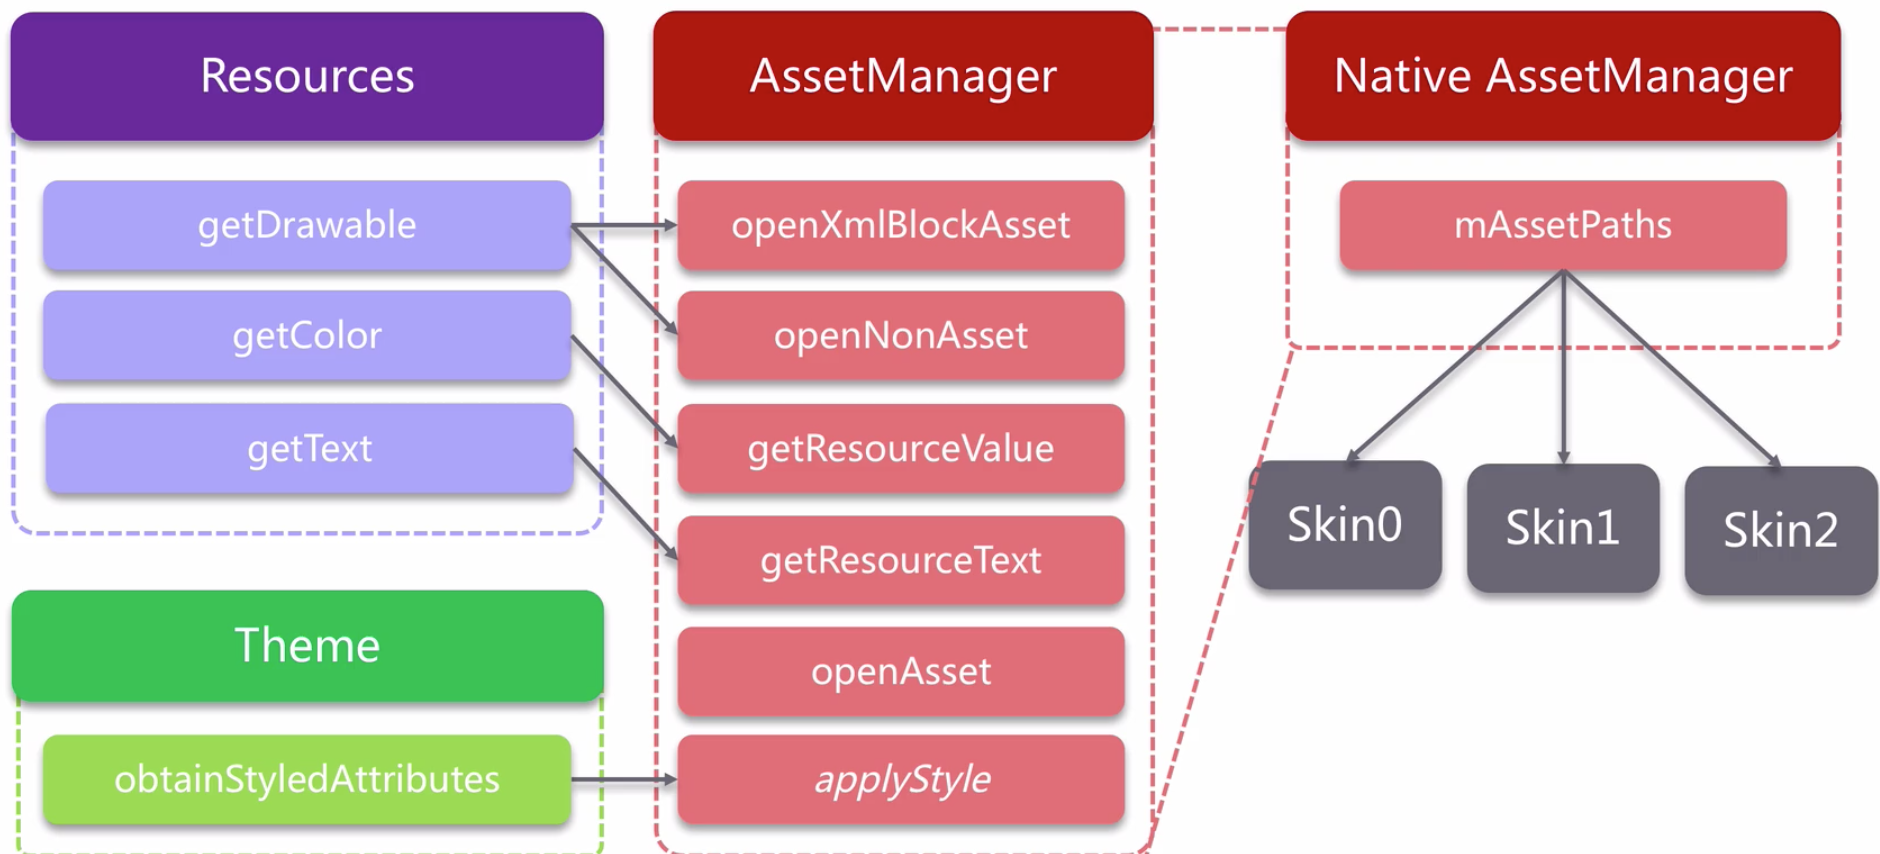 Resources
getDrawable
getColor
getText
Theme
obtainStyledAttributes
AssetManager
openXmlBlockAsset
openNonAsset
getResourceValue
getResourceText
openAsset
applyStyle
Native AssetManager
mAssetPaths
Skin0
Skin1
Skin2